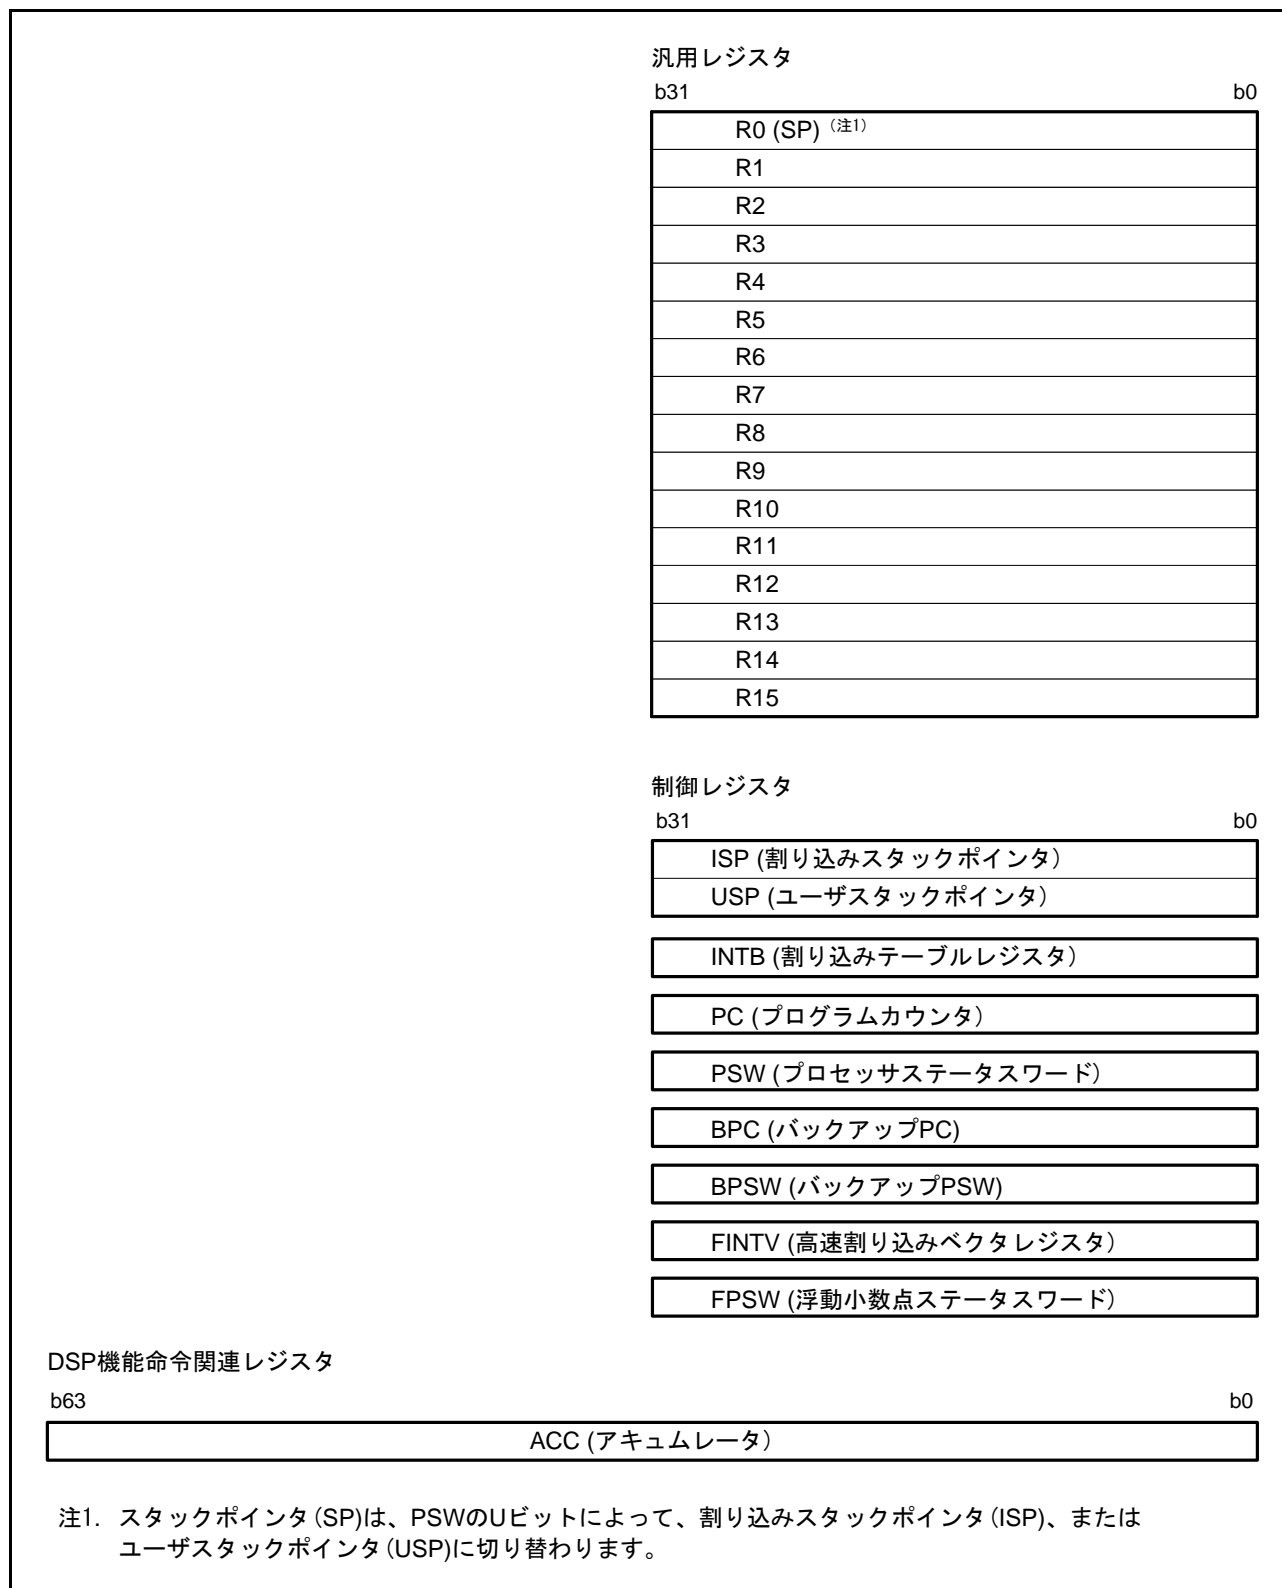 汎用レジスタ
b31 b0
R0 (SP) (注1)
R1
R2
R3
R4
R5
R6
R7
R8
R9
R10
R11
R12
R13
R14
R15
制御レジスタ
b31 b0
ISP (割り込みスタックポインタ)
USP (ユーザスタックポインタ)
INTB (割り込みテーブルレジスタ)
PC (プログラムカウンタ)
PSW (プロセッサステータスワード)
BPC (バックアップPC)
BPSW (バックアップPSW)
FINTV (高速割り込みベクタレジスタ)
FPSW (浮動小数点ステータスワード)
DSP機能命令関連レジスタ
b63 b0
ACC (アキュムレータ)
注1. スタックポインタ(SP)は、PSWのUビットによって、割り込みスタックポインタ(ISP)、または
ユーザスタックポインタ(USP)に切り替わります。